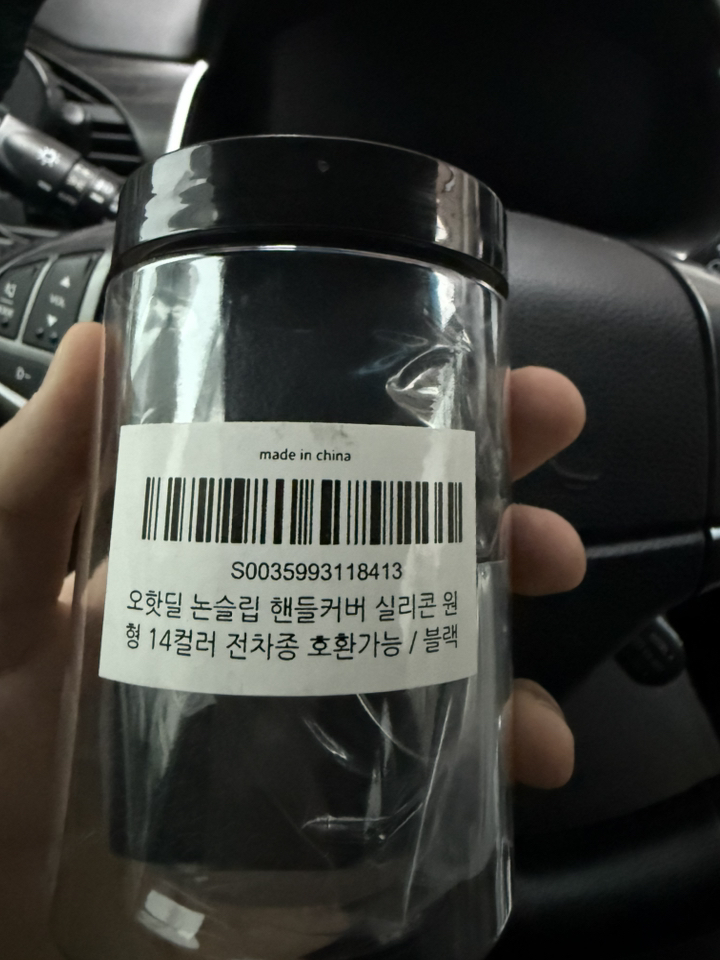 made in china
S0035993118413
오핫딜 논슬립 핸들커버 실리콘 원
형 14컬러 전차종 호환가능 / 블랙
VOL